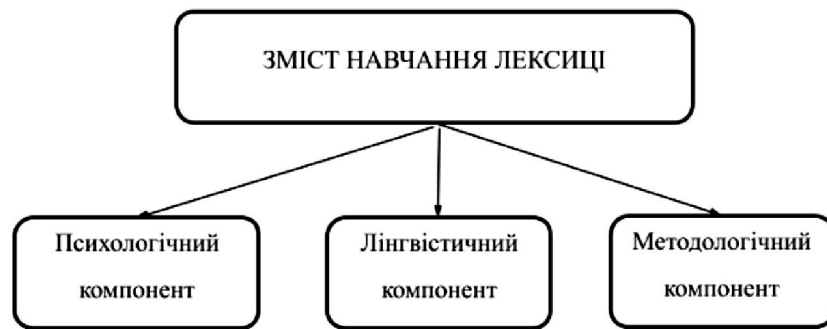 ЗМІСТ НАВЧАННЯ ЛЕКСИЦІ
Психологічний
компонент
Лінгвістичний
компонент
Методологічний
компонент